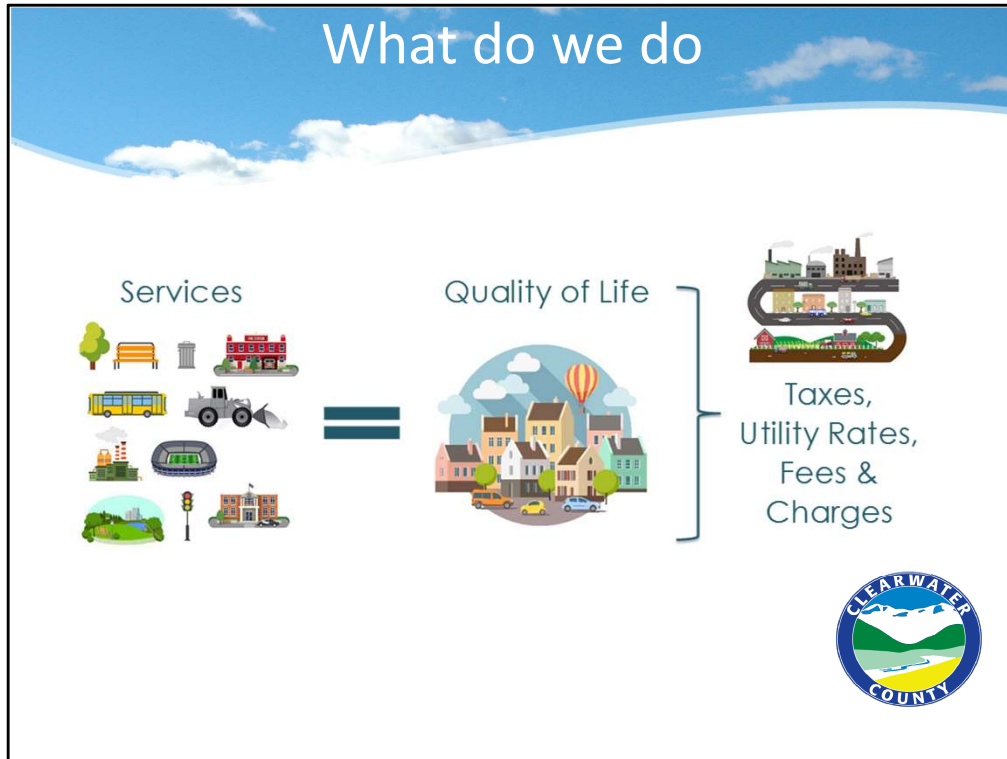 What do we do
Services
Quality of Life
Taxes,
Utility Rates,
Fees &
Charges
CLEARWATER
COUNTY